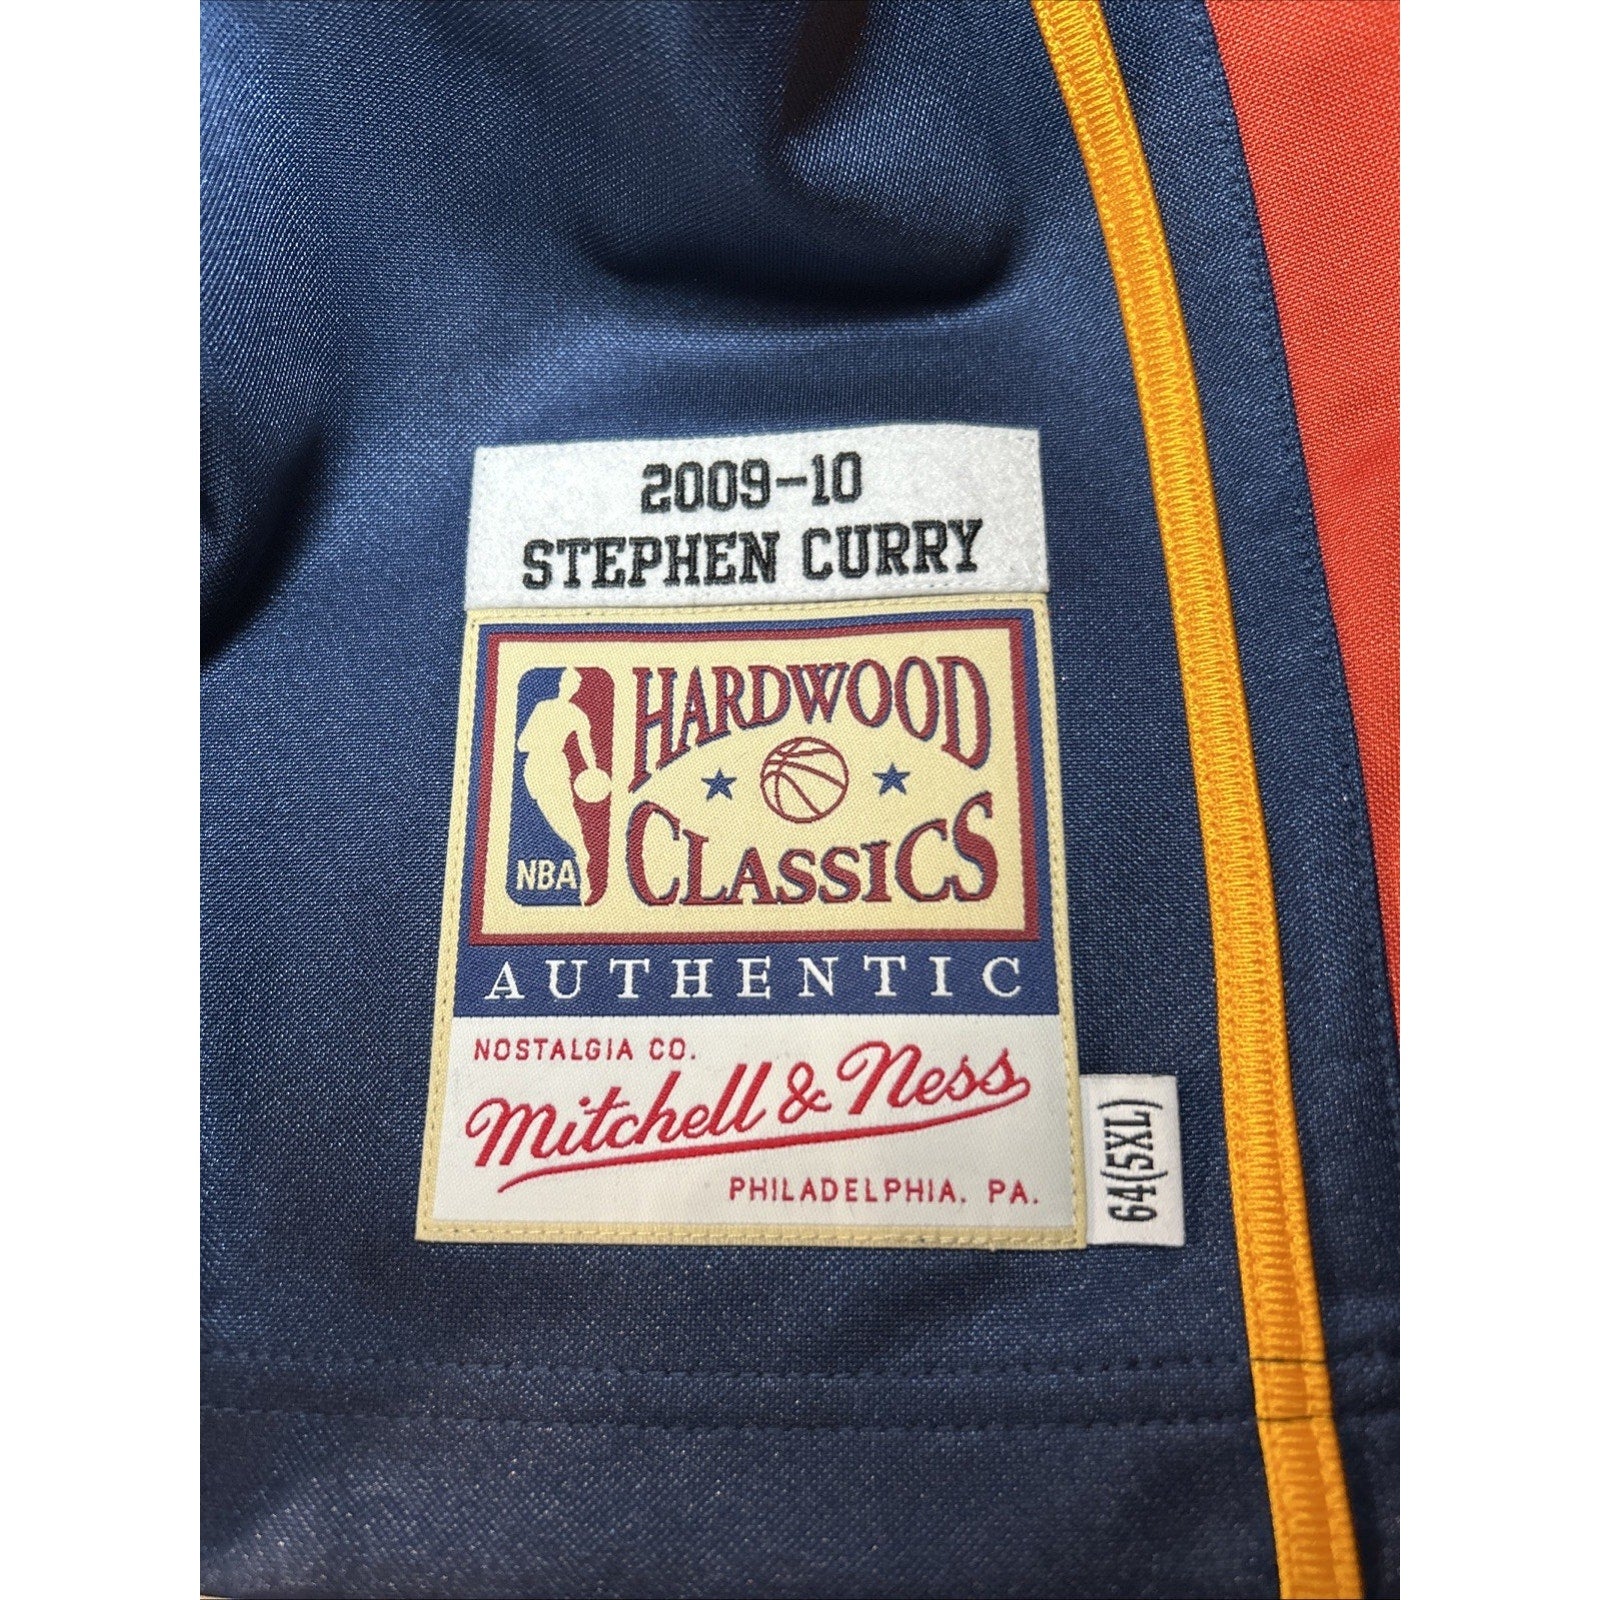 2009-10
STEPHEN CURRY
HARDWOOD
CLASSICS
NBA
AUTHENTIC
NOSTALGIA CO.
Mitchell & Ness
PHILADELPHIA, PA.
64(5XL)